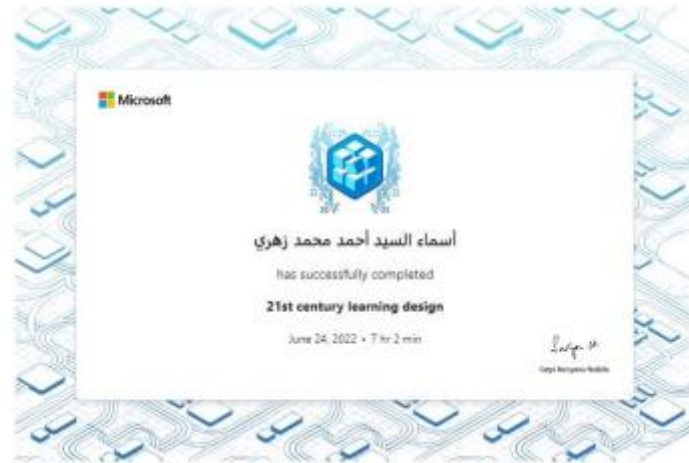 Microsoft
أسماء السيد أحمد محمد زهري
has successfully completed
21st century learning design
June 24, 2022 • 7 hr 2 min